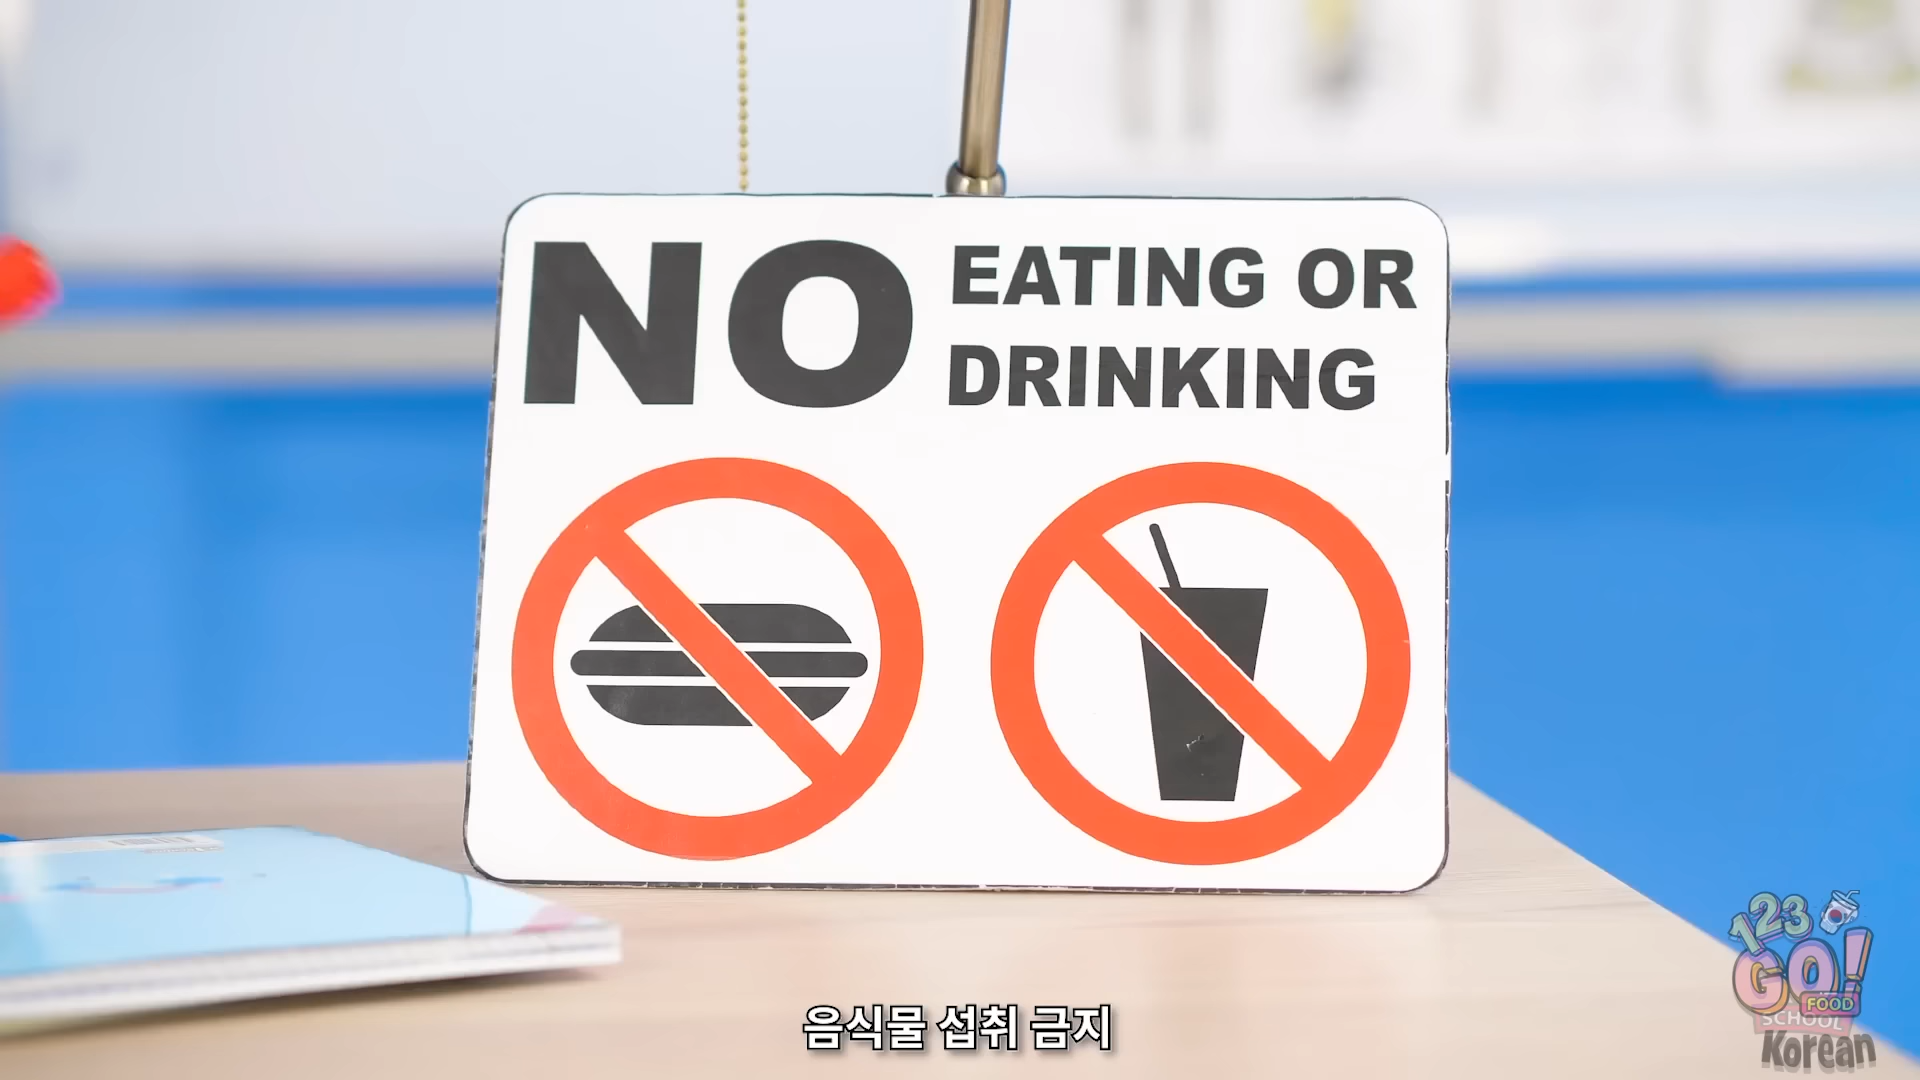 NO EATING OR
DRINKING
음식물 섭취 금지
123
GO!
FOOD
SCHOOL
Korean